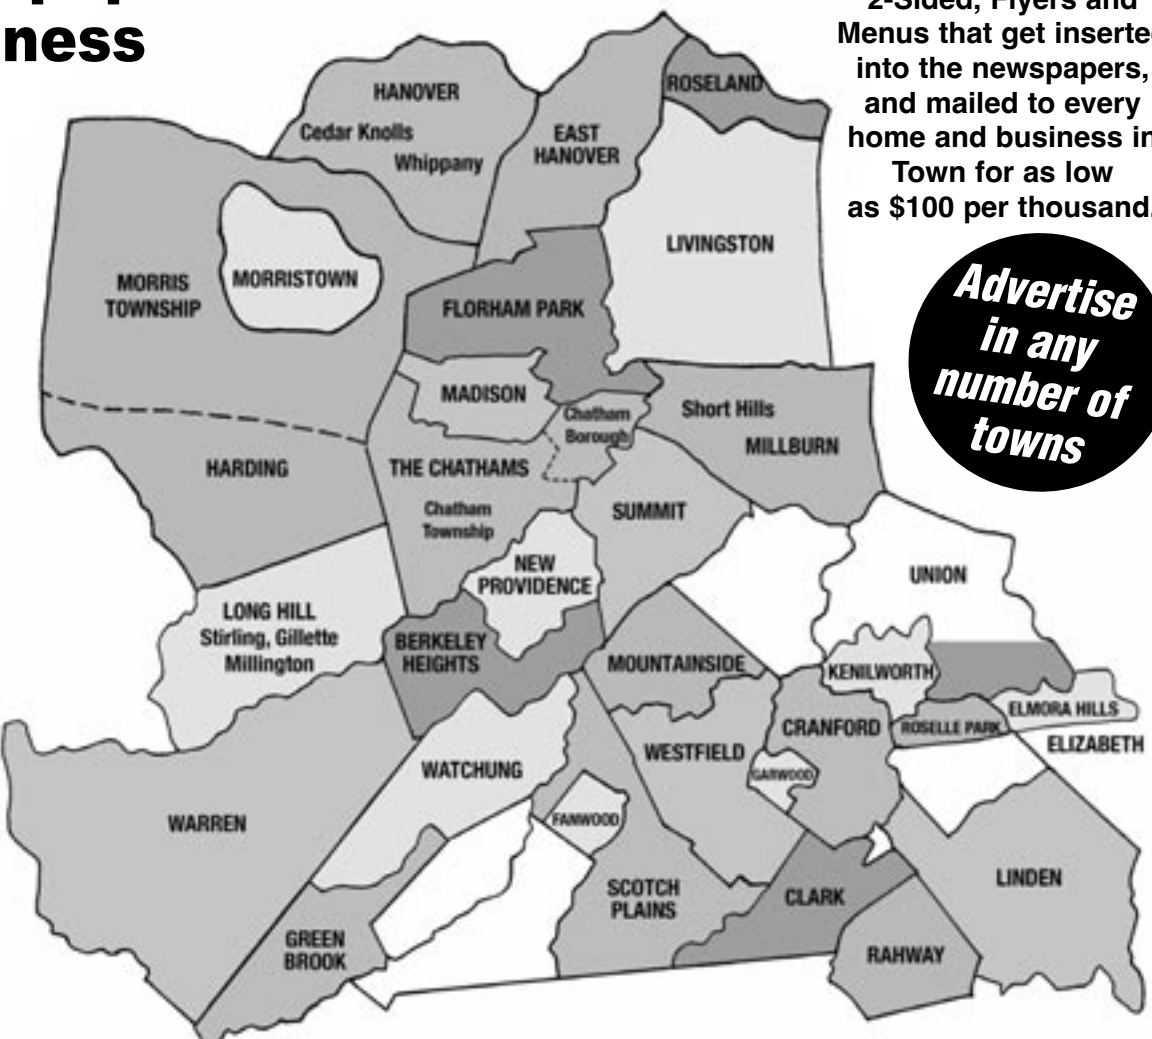 ness
2-Sided, Flyers and
Menus that get inserted
into the newspapers,
and mailed to every
home and business in
Town for as low
as $100 per thousand.
Advertise
in any
number of
towns
ROSELAND
HANOVER
Cedar Knolls
Whippany
EAST
HANOVER
LIVINGSTON
MORRIS
TOWNSHIP
MORRISTOWN
FLORHAM PARK
MADISON
Chatham
Borough
Short Hills
MILLBURN
HARDING
THE CHATHAMS
Chatham
Township
SUMMIT
NEW
PROVIDENCE
UNION
LONG HILL
Stirling, Gillette
Millington
BERKELEY
HEIGHTS
MOUNTAINSIDE
KENILWORTH
ELMORA HILLS
ROSELLE PARK
ELIZABETH
CRANFORD
WESTFIELD
GARWOOD
WATCHUNG
FANWOOD
WARREN
SCOTCH
PLAINS
CLARK
LINDEN
GREEN
BROOK
RAHWAY